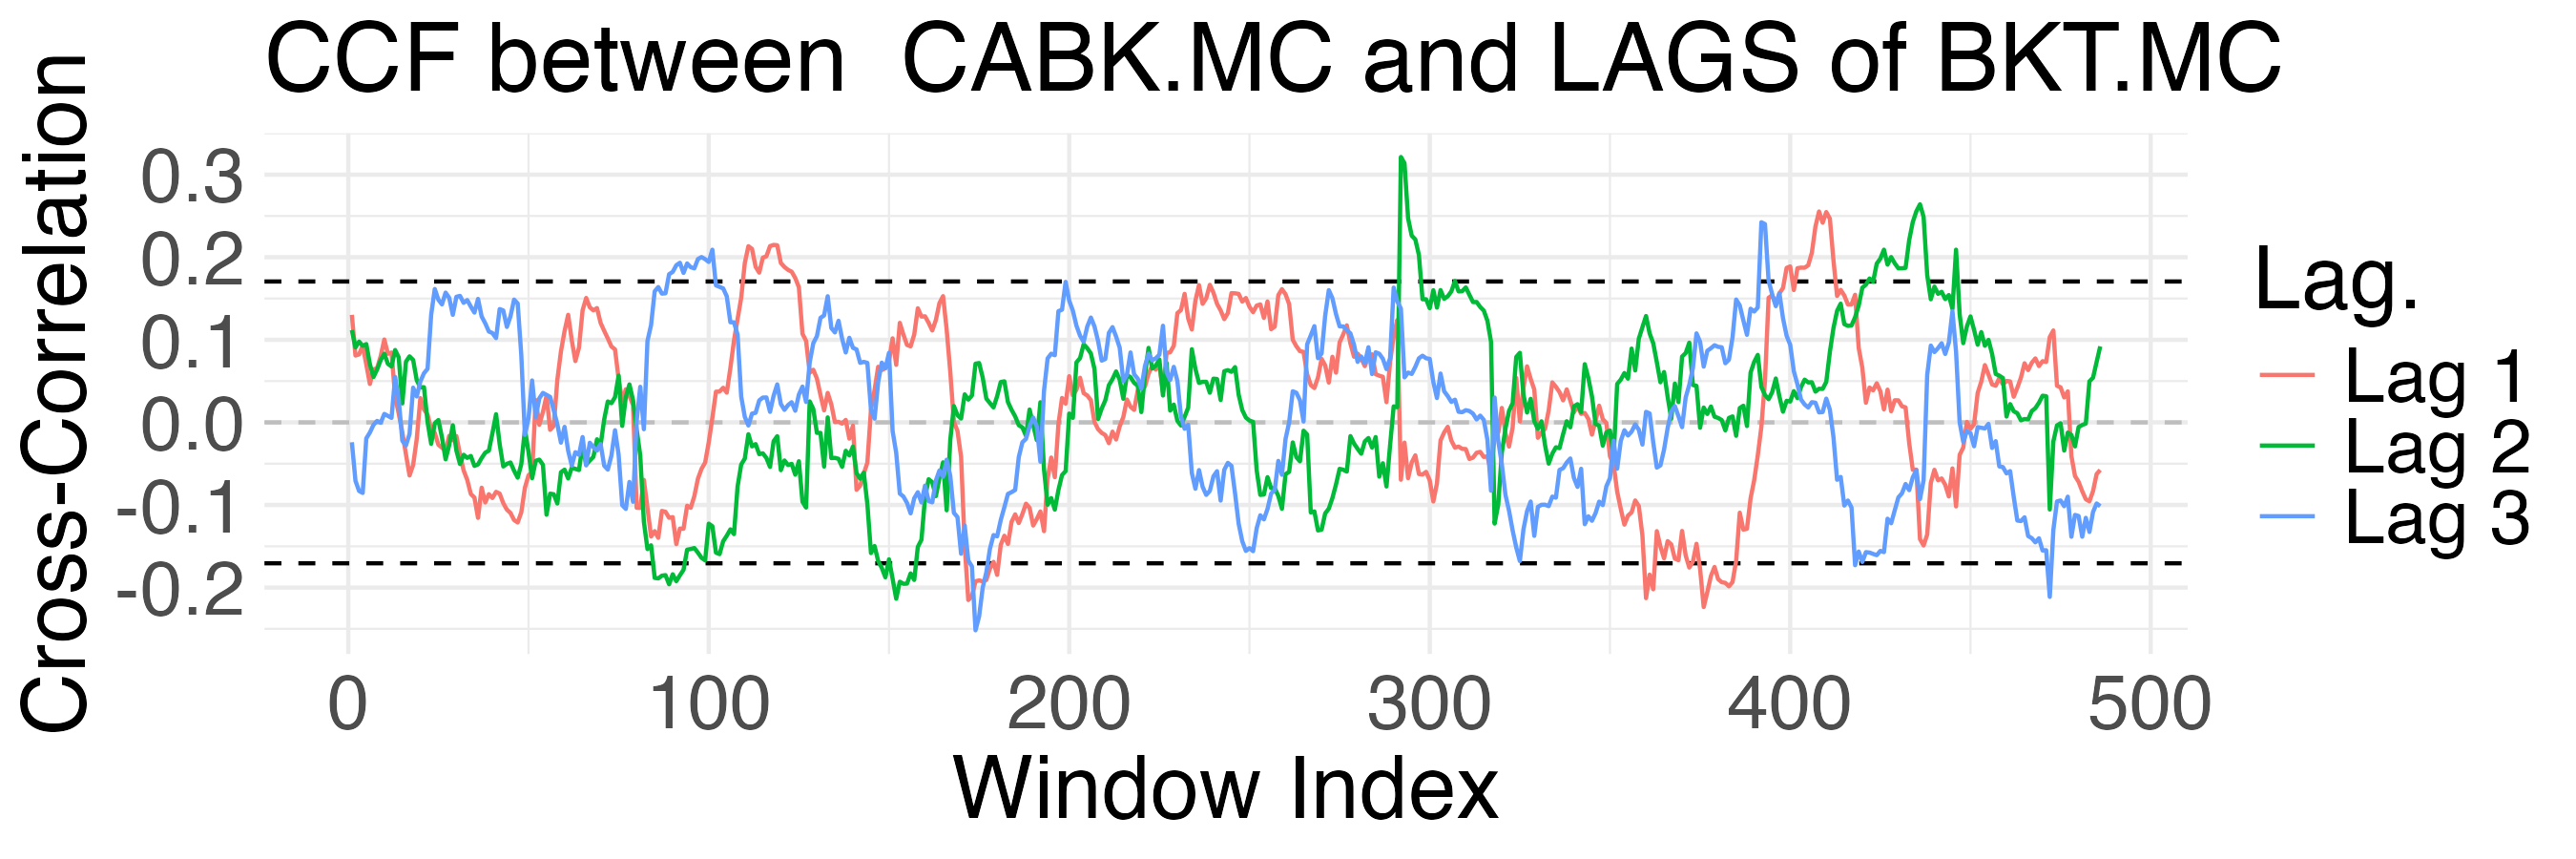 CCF between  CABK.MC and LAGS of BKT.MC
Cross-Correlation
0.3
0.2
0.1
0.0
-0.1
-0.2
0 100 200 300 400 500
Window Index
Lag.
Lag 1
Lag 2
Lag 3